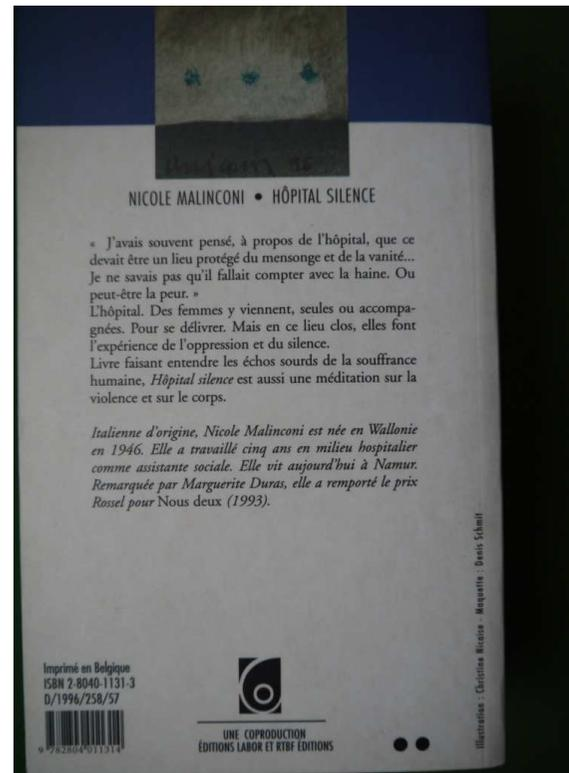 NICOLE MALINCONI • HÔPITAL SILENCE
« J'avais souvent pensé, à propos de l'hôpital, que ce
devait être un lieu protégé du mensonge et de la vanité...
Je ne savais pas qu'il fallait compter avec la haine. Ou
peut-être la peur. »
L'hôpital. Des femmes y viennent, seules ou accompa-
gnées. Pour se délivrer. Mais en ce lieu clos, elles font
l'expérience de l'oppression et du silence.
Livre faisant entendre les échos sourds de la souffrance
humaine, Hôpital silence est aussi une méditation sur la
violence et sur le corps.
Italienne d'origine, Nicole Malinconi est née en Wallonie
en 1946. Elle a travaillé cinq ans en milieu hospitalier
comme assistante sociale. Elle vit aujourd'hui à Namur.
Remarquée par Marguerite Duras, elle a remporté le prix
Rossel pour Nous deux (1993).
Illustration : Christine Nicaise - Maquette : Denis Schmit
Imprimé en Belgique
ISBN 2-8040-1131-3
D/1996/258/57
9 782804 011314
UNE COPRODUCTION
ÉDITIONS LABOR ET RTBF ÉDITIONS